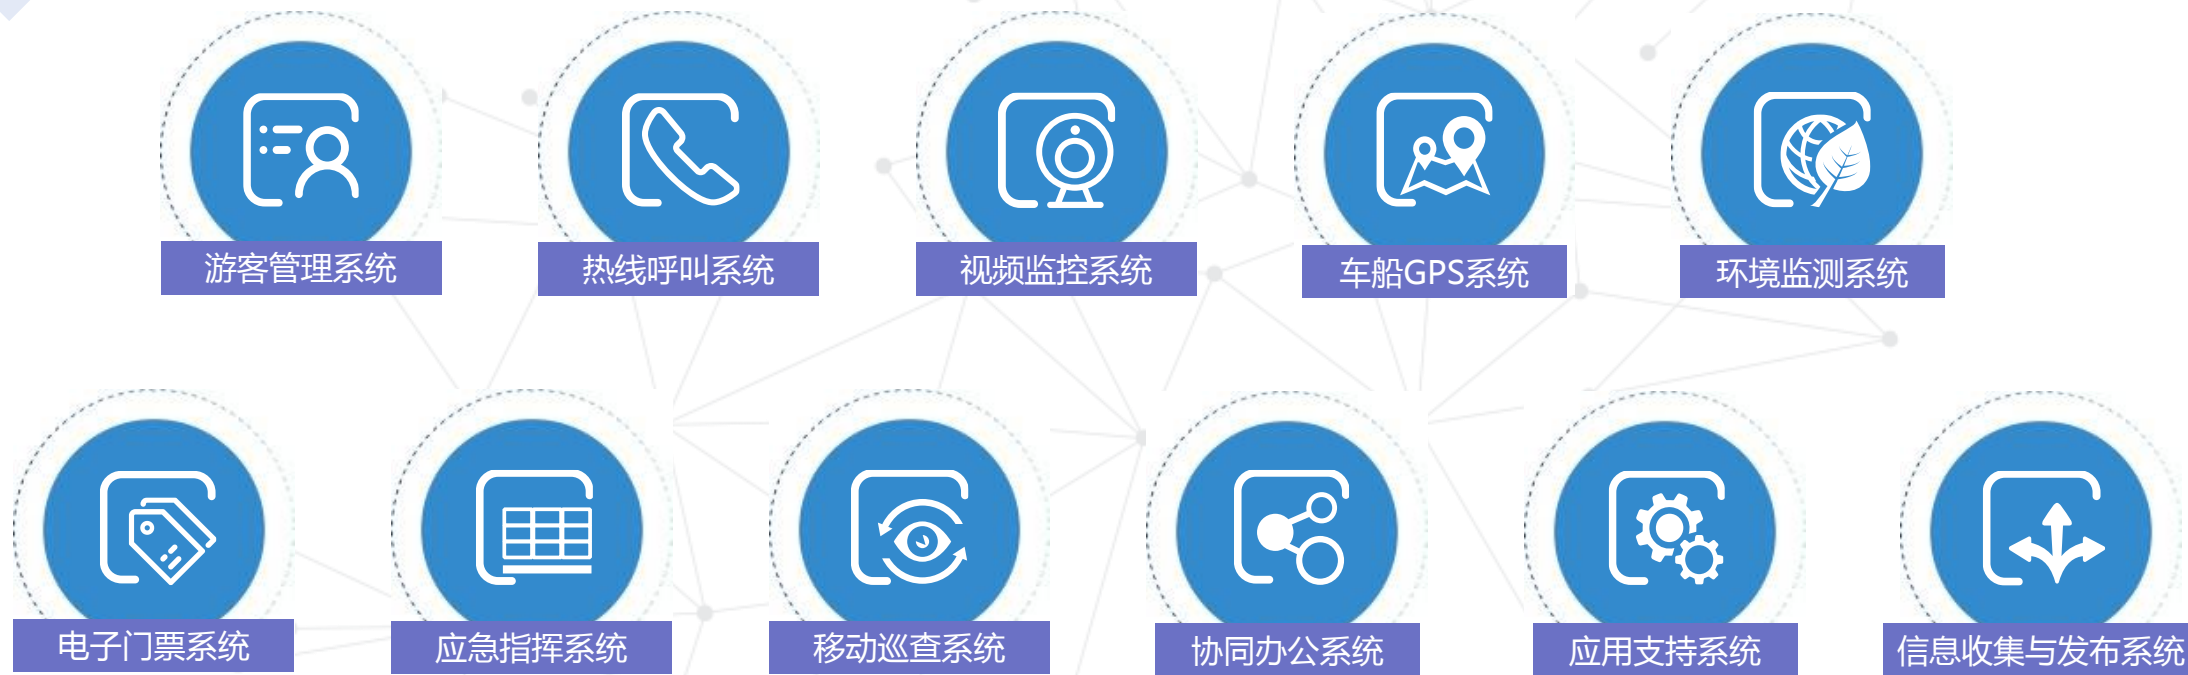 游客管理系统
热线呼叫系统
视频监控系统
车船GPS系统
环境监测系统
电子门票系统
应急指挥系统
移动巡查系统
协同办公系统
应用支持系统
信息收集与发布系统